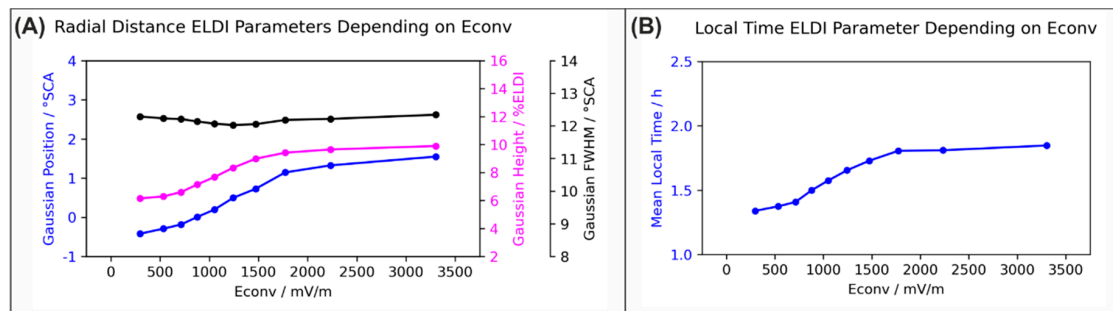 (A) Radial Distance ELDI Parameters Depending on Econv
Gaussian Position / °SCA
4
3
2
1
0
-1
16
14
12
10
8
6
4
2
Gaussian Height / %ELDI
14
13
12
11
10
9
8
Gaussian FWHM / °SCA
0 500 1000 1500 2000 2500 3000 3500
Econv / mV/m
(B) Local Time ELDI Parameter Depending on Econv
Mean Local Time / h
2.5
2.0
1.5
1.0
0 500 1000 1500 2000 2500 3000 3500
Econv / mV/m